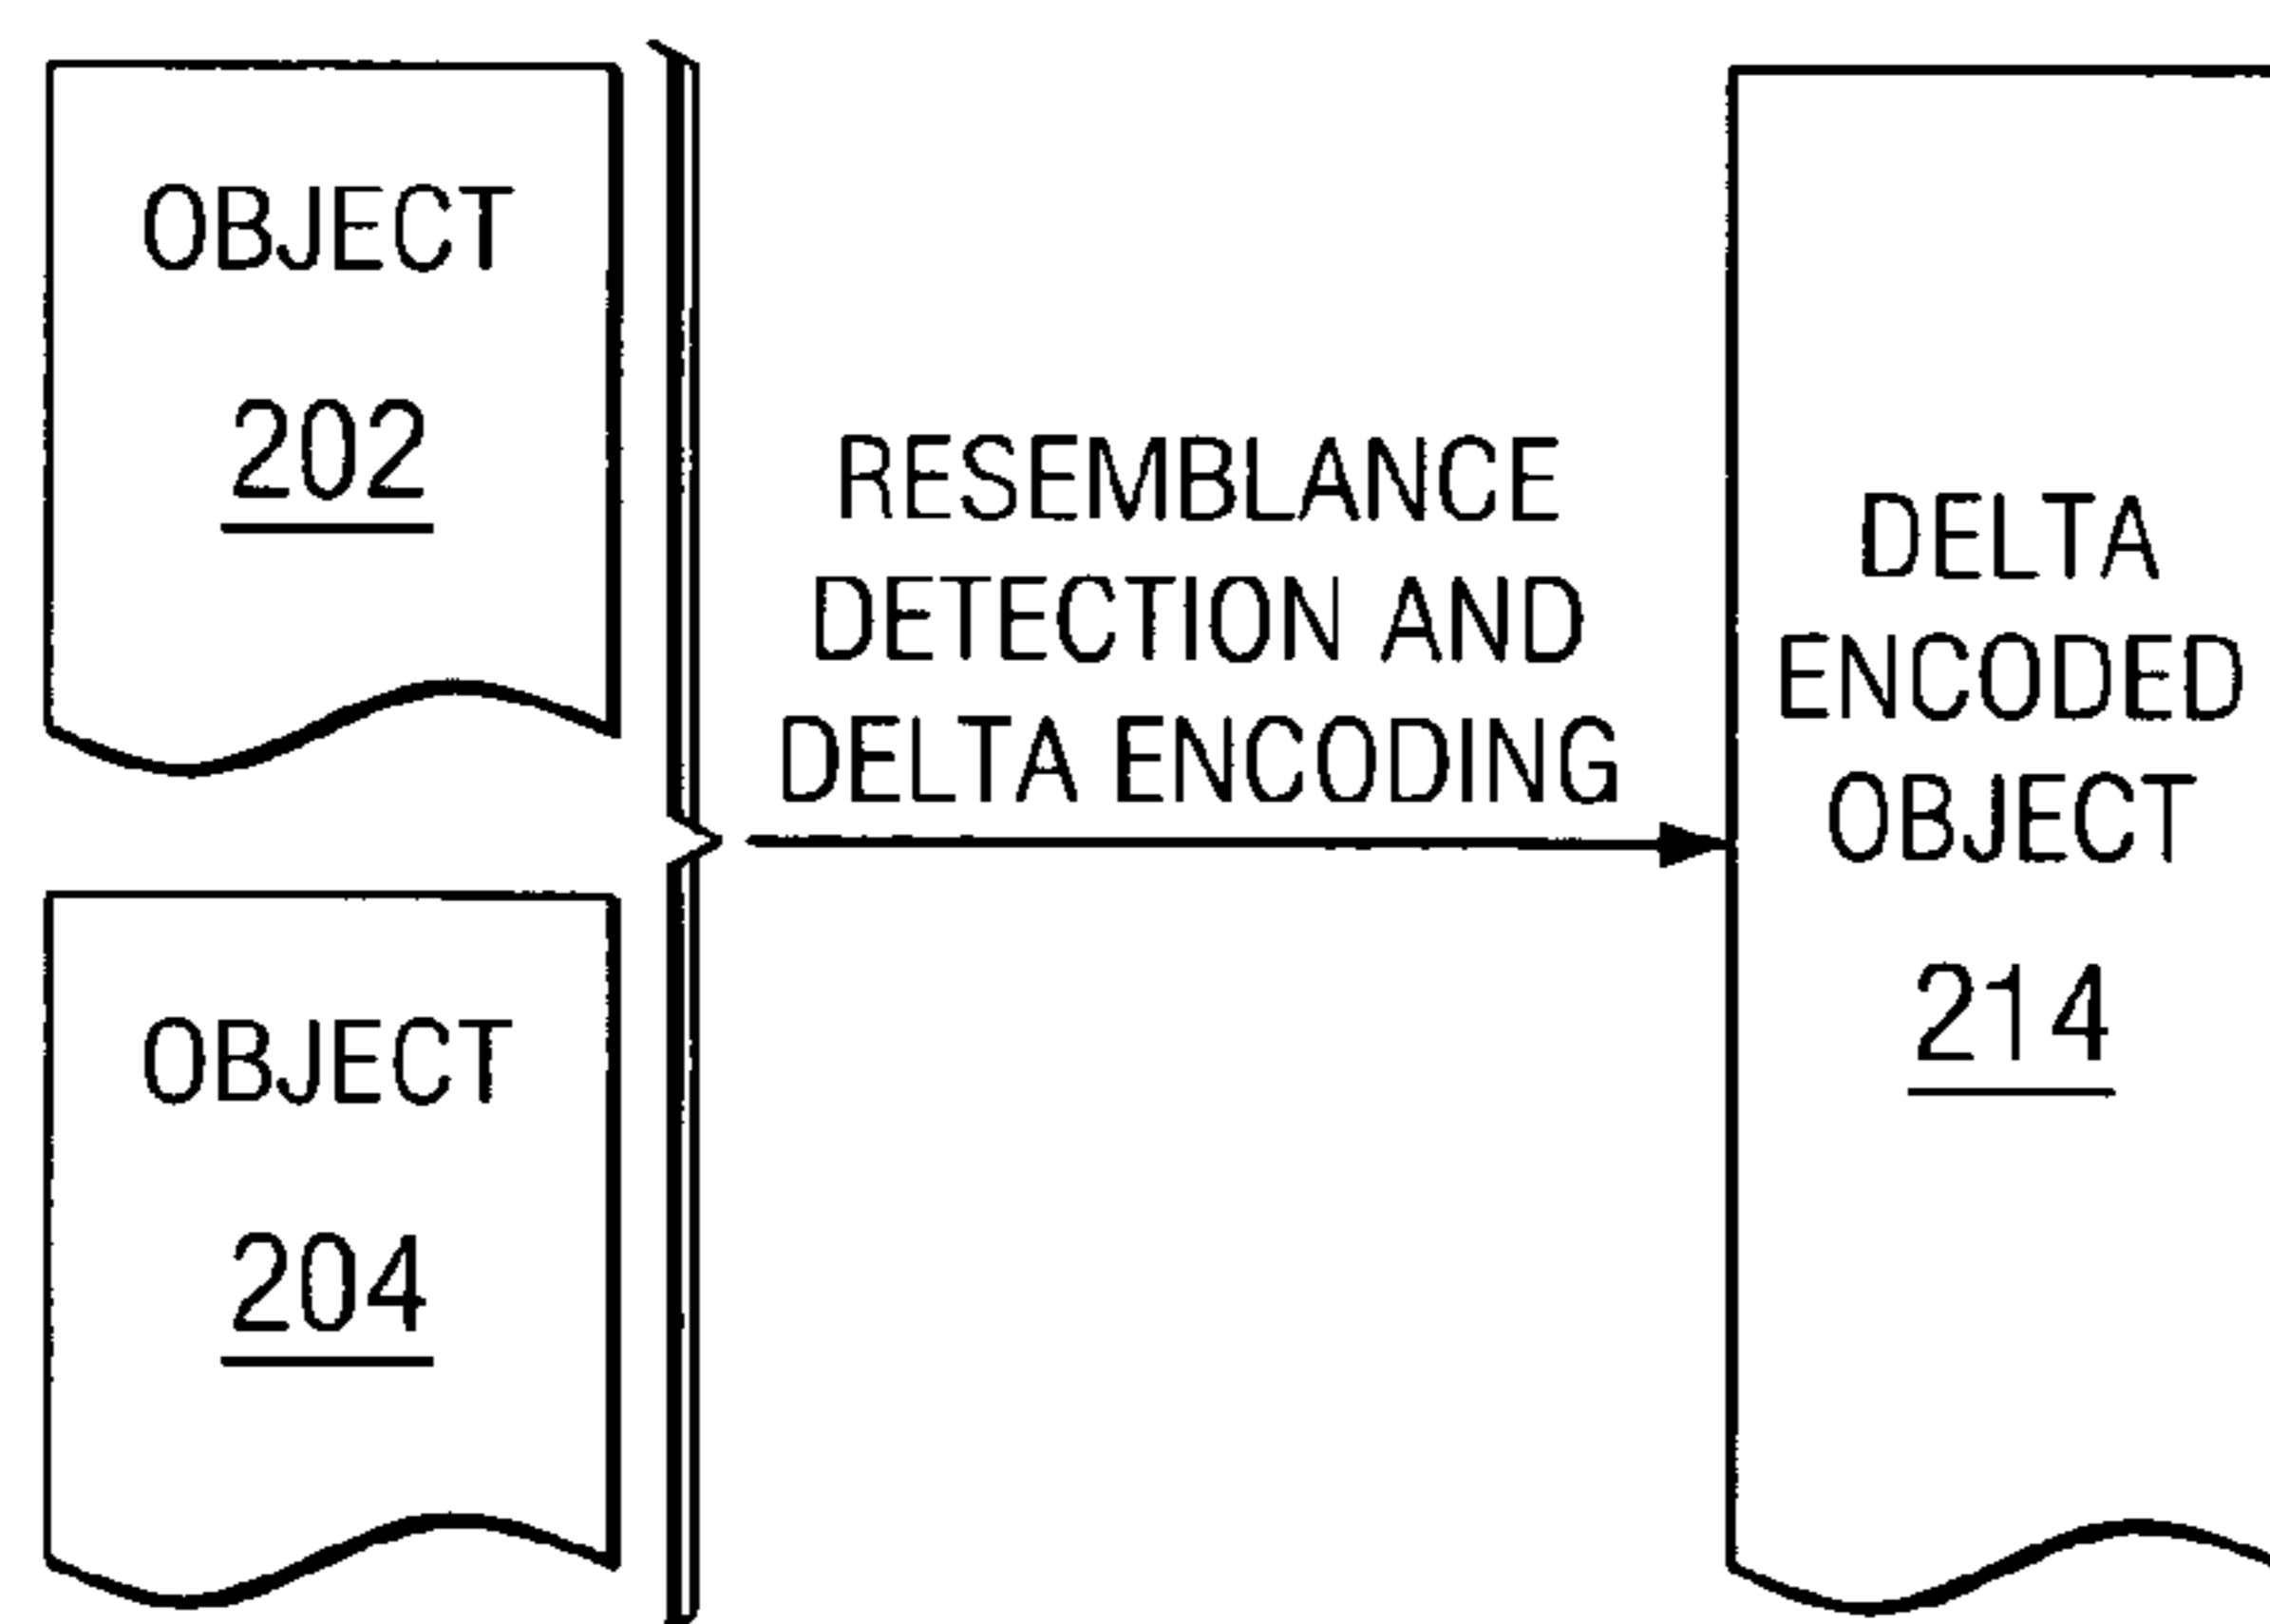 OBJECT
202
OBJECT
204
RESEMBLANCE
DETECTION AND
DELTA ENCODING
DELTA
ENCODED
OBJECT
214